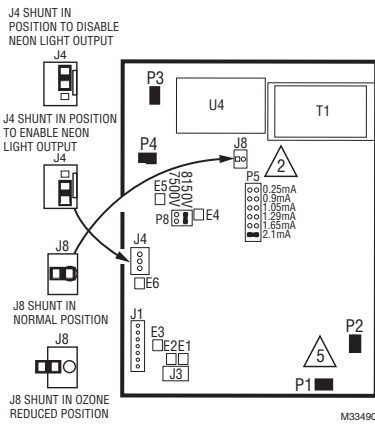 J4 SHUNT IN
POSITION TO DISABLE
NEON LIGHT OUTPUT
J4
J4 SHUNT IN POSITION
TO ENABLE NEON
LIGHT OUTPUT
J4
J8
J8 SHUNT IN
NORMAL POSITION
J8
J8 SHUNT IN OZONE
REDUCED POSITION
P3
U4
T1
P4
J8
2
P5
0.25mA
0.9mA
1.05mA
1.29mA
1.65mA
2.1mA
8150V
7500V
E5
P8
E4
J4
E6
J1
E3
E2
E1
J3
5
P2
P1
M33490